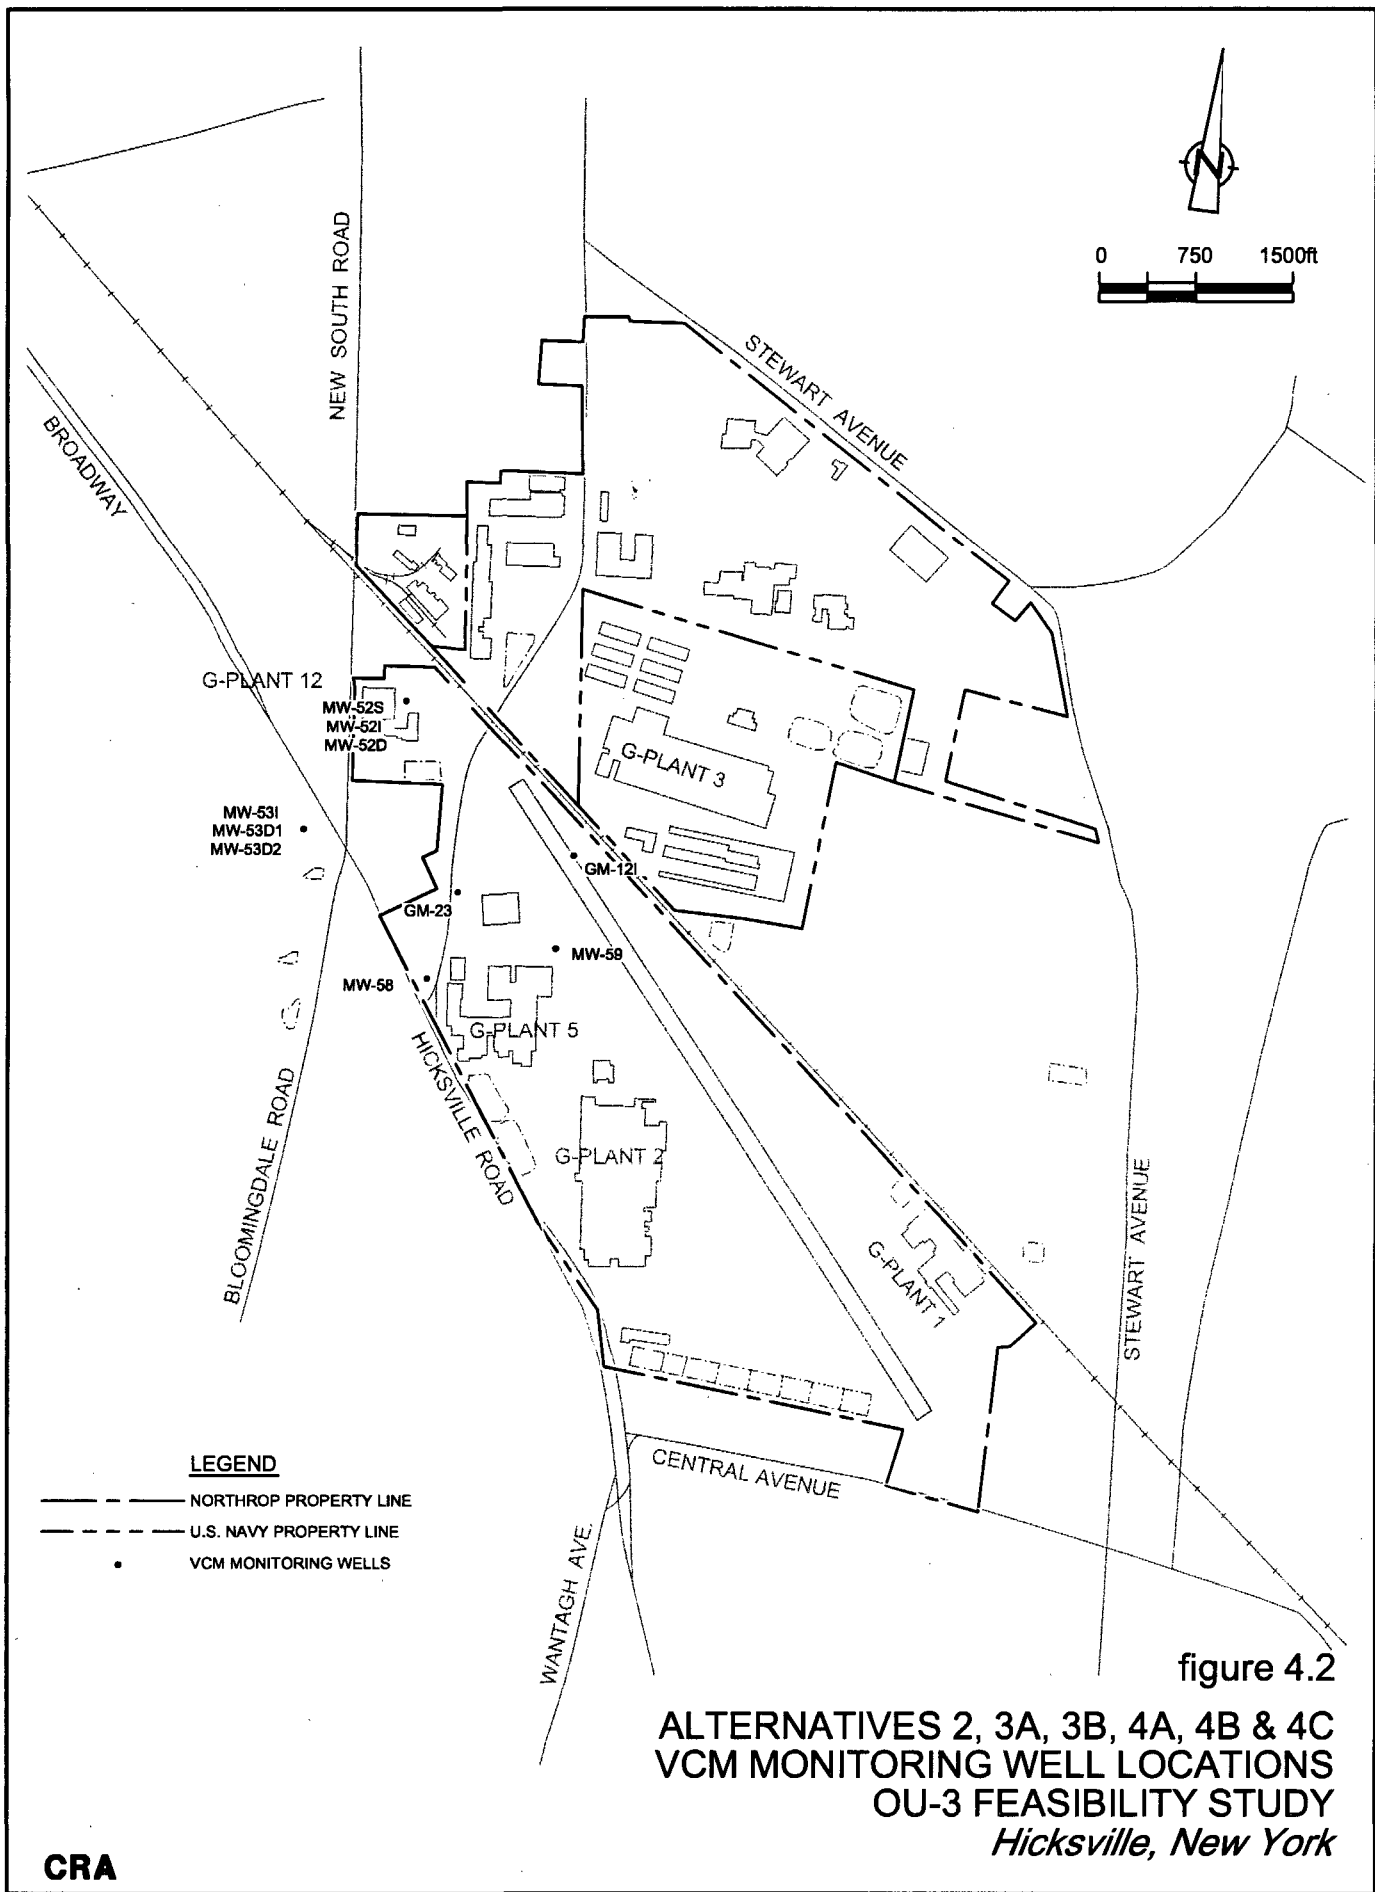 N
0 750 1500ft
NEW SOUTH ROAD
STEWART AVENUE
BROADWAY
G-PLANT 12
MW-52S
MW-52I
MW-52D
G-PLANT 3
MW-53I
MW-53D1
MW-53D2
GM-12I
GM-23
MW-59
MW-58
G-PLANT 5
HICKSVILLE ROAD
BLOOMINGDALE ROAD
G-PLANT 2
G-PLANT 1
STEWART AVENUE
CENTRAL AVENUE
WANTAGH AVE.
LEGEND
NORTHROP PROPERTY LINE
U.S. NAVY PROPERTY LINE
VCM MONITORING WELLS
figure 4.2
ALTERNATIVES 2, 3A, 3B, 4A, 4B & 4C
VCM MONITORING WELL LOCATIONS
OU-3 FEASIBILITY STUDY
Hicksville, New York
CRA